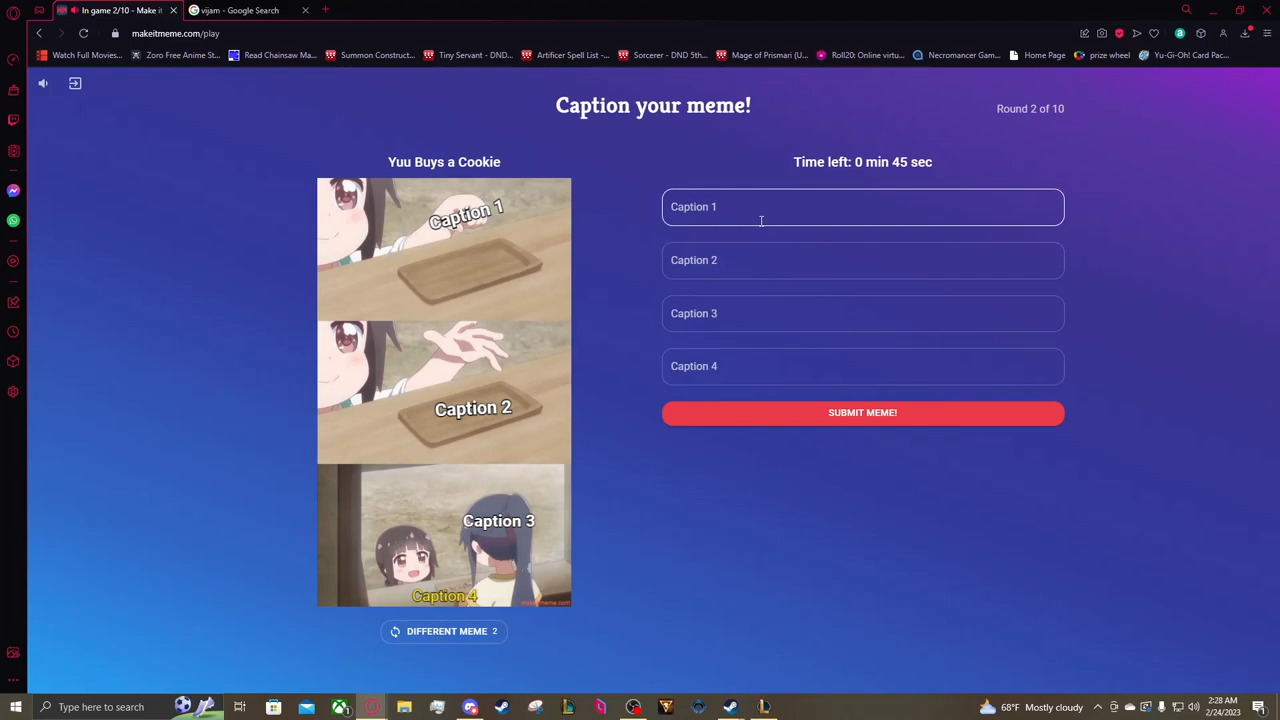 In game 2/10 - Make it
vijam - Google Search
makeitmeme.com/play
Watch Full Movies...
Zoro Free Anime St...
Read Chainsaw Ma...
Summon Construct...
Tiny Servant - DND...
Artificer Spell List -...
Sorcerer - DND 5th...
Mage of Prismari (U...
Roll20: Online virtu...
Necromancer Gen...
Home Page
prize wheel
Yu-Gi-Oh! Master D...
Caption your meme!
Round 2 of 10
Yuu Buys a Cookie
Time left: 0 min 45 sec
Caption 1
Caption 2
Caption 3
Caption 4
makeitmeme.com
Caption 1
Caption 2
Caption 3
Caption 4
SUBMIT MEME!
DIFFERENT MEME 2
Type here to search
68°F Mostly cloudy
2:28 AM
2/24/2023